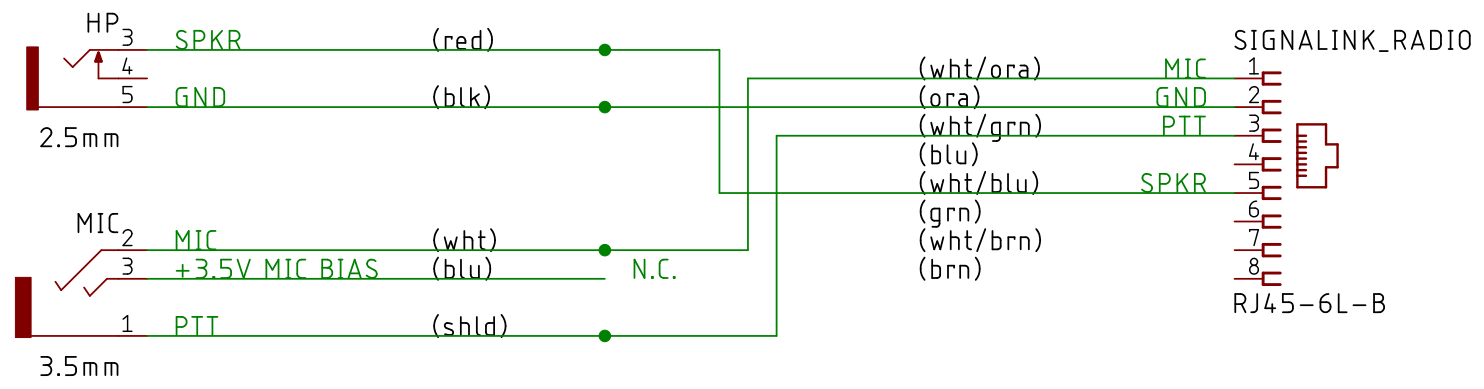 HP
3 SPKR (red)
4
5 GND (blk)
2.5mm
MIC
2 MIC (wht)
3 +3.5V MIC BIAS (blu) N.C.
1 PTT (shld)
3.5mm
SIGNALINK_RADIO
(wht/ora) MIC 1
(ora) GND 2
(wht/grn) PTT 3
(blu) 4
(wht/blu) SPKR 5
(grn) 6
(wht/brn) 7
(brn) 8
RJ45-6L-B